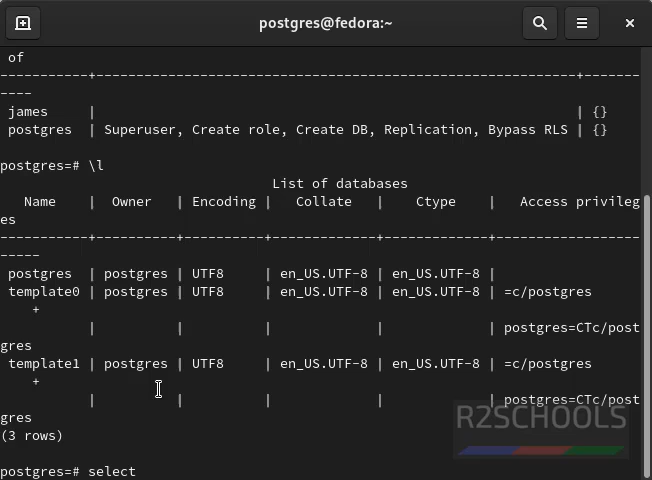 postgres@fedora:~
of
-----------+------------------------------------------------------------+-------
----
james     |                                                            | {}
postgres  | Superuser, Create role, Create DB, Replication, Bypass RLS | {}
postgres=# \l
List of databases
Name    |  Owner   | Encoding |   Collate   |    Ctype    |   Access privileg
es
-----------+----------+----------+-------------+-------------+------------------
-----
postgres  | postgres | UTF8     | en_US.UTF-8 | en_US.UTF-8 |
template0 | postgres | UTF8     | en_US.UTF-8 | en_US.UTF-8 | =c/postgres
+
|          |          |             |             | postgres=CTc/post
gres
template1 | postgres | UTF8     | en_US.UTF-8 | en_US.UTF-8 | =c/postgres
+
|          |          |             |             | postgres=CTc/post
gres
(3 rows)
postgres=# select
R2SCHOOLS